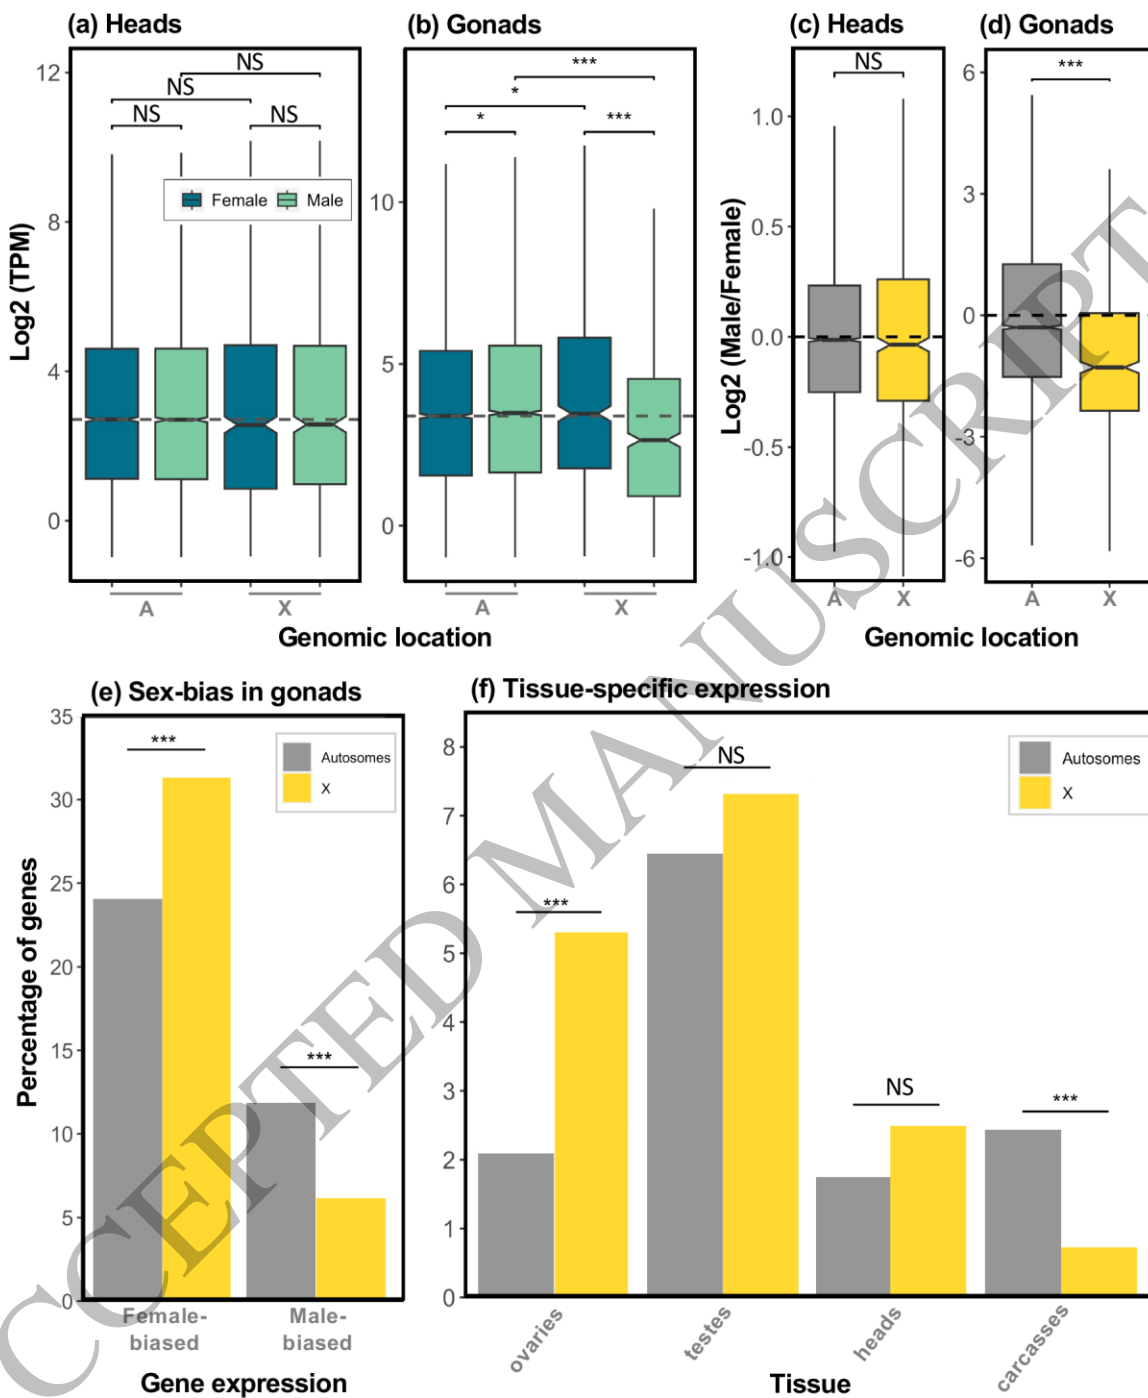 (a) Heads
(b) Gonads
(c) Heads
(d) Gonads
Log2 (TPM)
12
8
4
0
NS
NS
NS
NS
Female
Male
A
X
10
5
0
***
*
*
***
A
X
Genomic location
Log2 (Male/Female)
1.0
0.5
0.0
-0.5
-1.0
NS
A
X
6
3
0
-3
-6
***
A
X
Genomic location
(e) Sex-bias in gonads
Percentage of genes
35
30
25
20
15
10
5
0
***
***
Autosomes
X
Female-
biased
Male-
biased
Gene expression
(f) Tissue-specific expression
8
7
6
5
4
3
2
1
0
***
NS
NS
***
Autosomes
X
ovaries
testes
heads
carcasses
Tissue
CCEPTED MANUSCRIPT